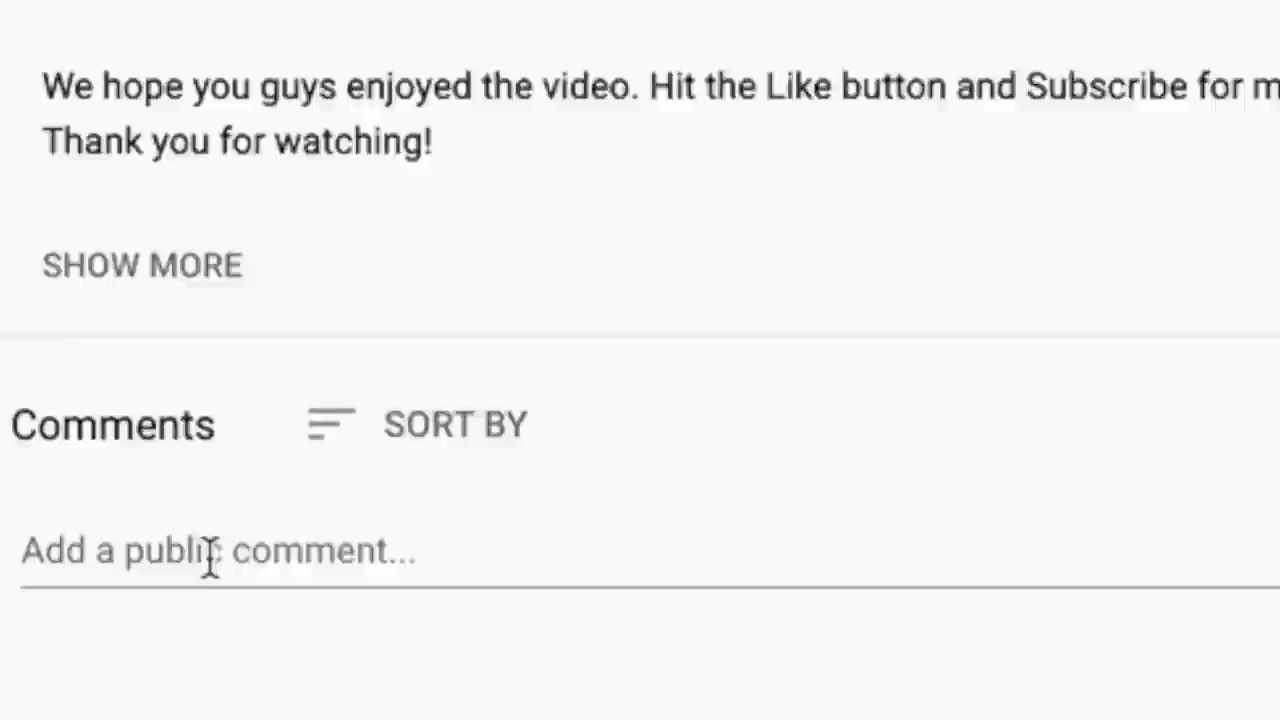 We hope you guys enjoyed the video. Hit the Like button and Subscribe for
Thank you for watching!
SHOW MORE
Comments
SORT BY
Add a public comment...